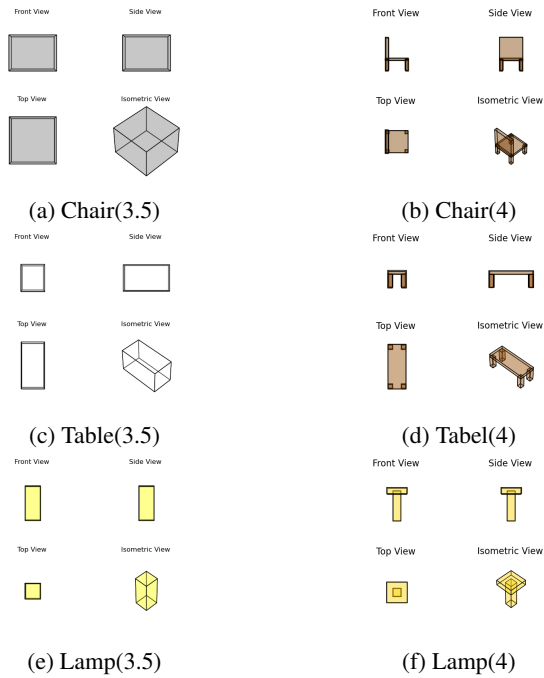 Front View Side View
Top View Isometric View
(a) Chair(3.5)
Front View Side View
Top View Isometric View
(b) Chair(4)
Front View Side View
Top View Isometric View
(c) Table(3.5)
Front View Side View
Top View Isometric View
(d) Tabel(4)
Front View Side View
Top View Isometric View
(e) Lamp(3.5)
Front View Side View
Top View Isometric View
(f) Lamp(4)